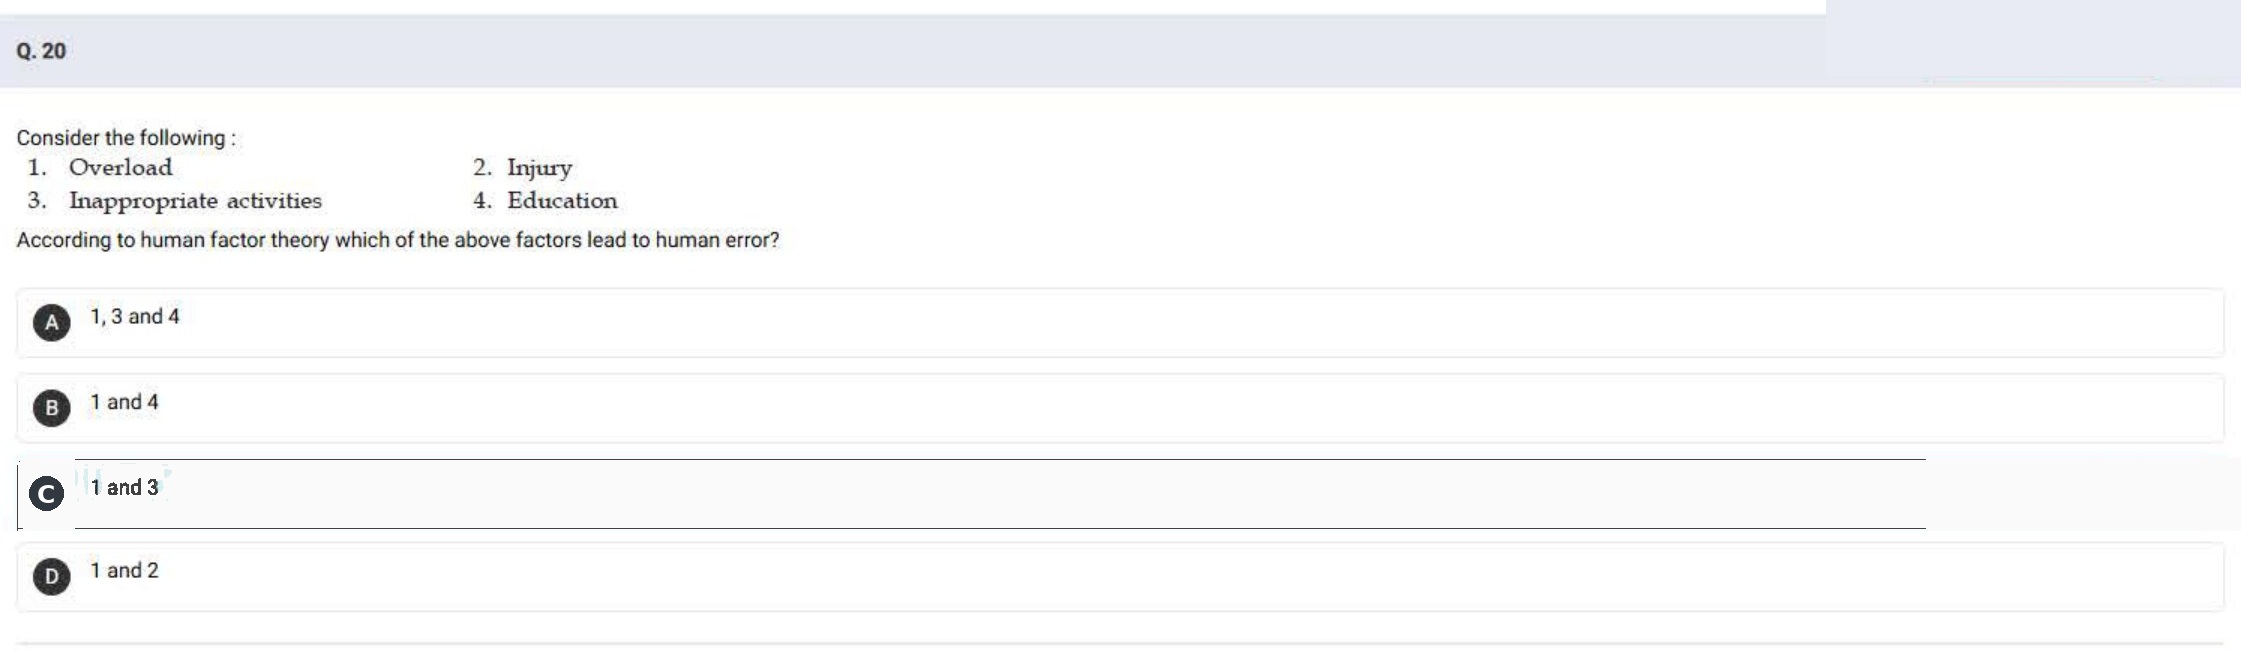 Q. 20
Consider the following :
1. Overload 2. Injury
3. Inappropriate activities 4. Education
According to human factor theory which of the above factors lead to human error?
A 1, 3 and 4
B 1 and 4
C 1 and 3
D 1 and 2